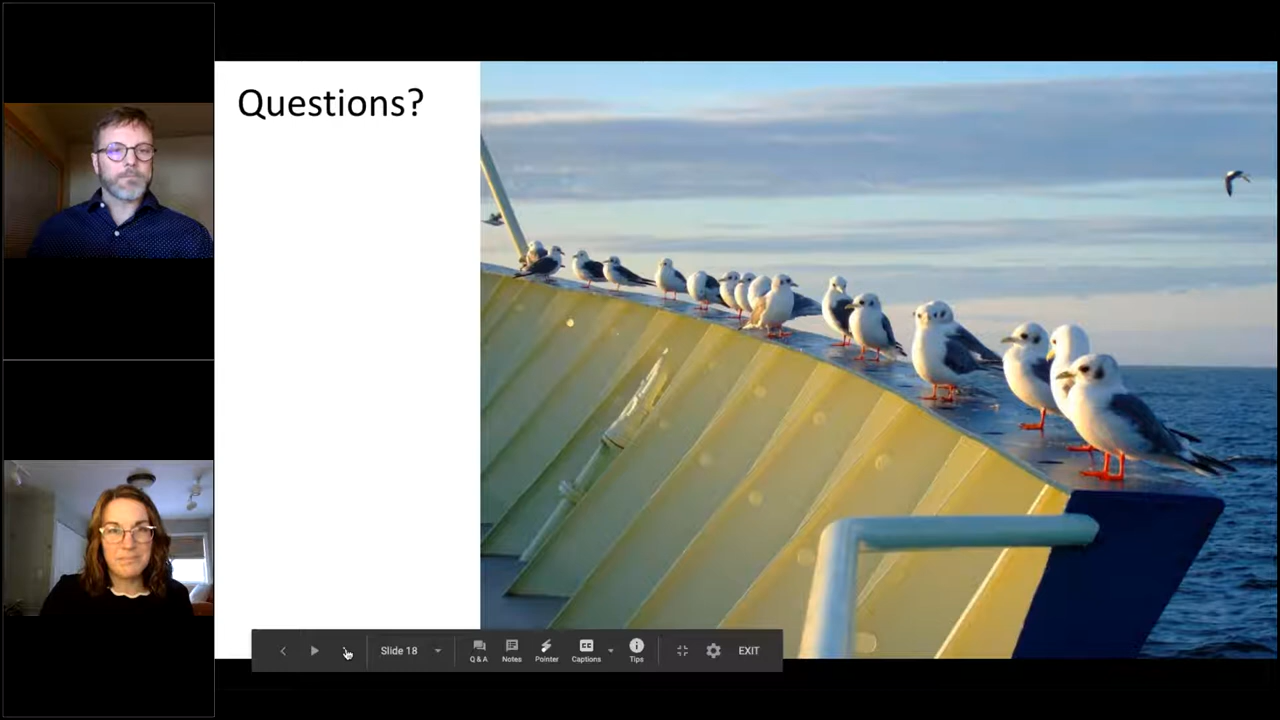 Questions?
Slide 18
Q & A
Notes
Pointer
Captions
Tips
EXIT